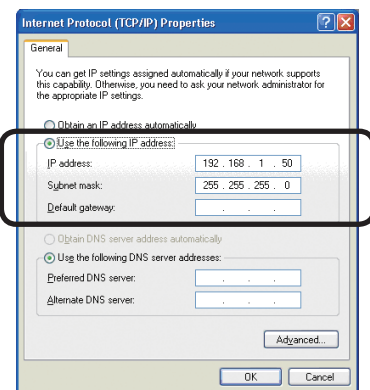 Internet Protocol (TCP/IP) Properties
General
You can get IP settings assigned automatically if your network supports
this capability. Otherwise, you need to ask your network administrator for
the appropriate IP settings.
Obtain an IP address automatically
Use the following IP address:
IP address: 192 . 168 . 1 . 50
Subnet mask: 255 . 255 . 255 . 0
Default gateway: . . .
Obtain DNS server address automatically
Use the following DNS server addresses:
Preferred DNS server: . . .
Alternate DNS server: . . .
Advanced...
OK Cancel